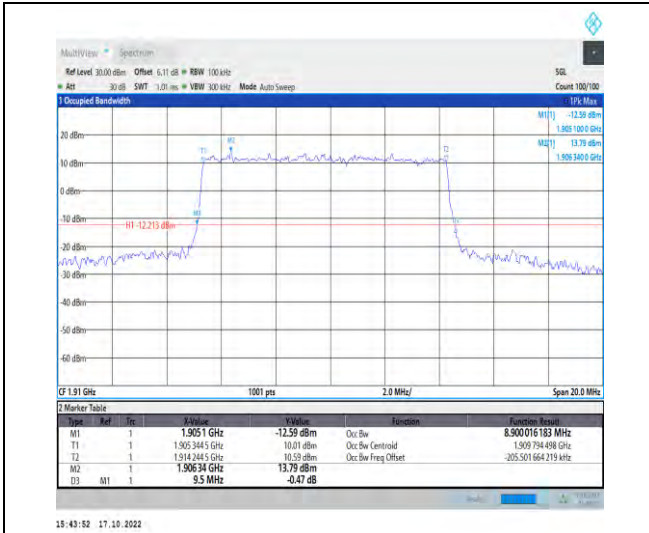 MultiView Spectrum
Ref Level 30.00 dBm Offset 6.11 dB RBW 100 kHz SGL
Att 30 dB SWT 1.01 ms VBW 300 kHz Mode Auto Sweep Count 100/100
1 Occupied Bandwidth 1Pk Max
M1[1] -12.59 dBm
1.905 100 0 GHz
M2[1] 13.79 dBm
1.906 340 0 GHz
20 dBm
M2
T1 T2
10 dBm
0 dBm
-10 dBm
M1
H1 -12.213 dBm
-20 dBm
-30 dBm
-40 dBm
-50 dBm
-60 dBm
CF 1.91 GHz 1001 pts 2.0 MHz/ Span 20.0 MHz
2 Marker Table
Type Ref Trc X-Value Y-Value Function Function Result
M1 1 1.9051 GHz -12.59 dBm Occ Bw 8.900 016 183 MHz
T1 1 1.905 344 5 GHz 10.01 dBm Occ Bw Centroid 1.909 794 498 GHz
T2 1 1.914 244 5 GHz 10.59 dBm Occ Bw Freq Offset -205.501 664 219 kHz
M2 1 1.90634 GHz 13.79 dBm
D3 M1 1 9.5 MHz -0.47 dB
15:43:52 17.10.2022